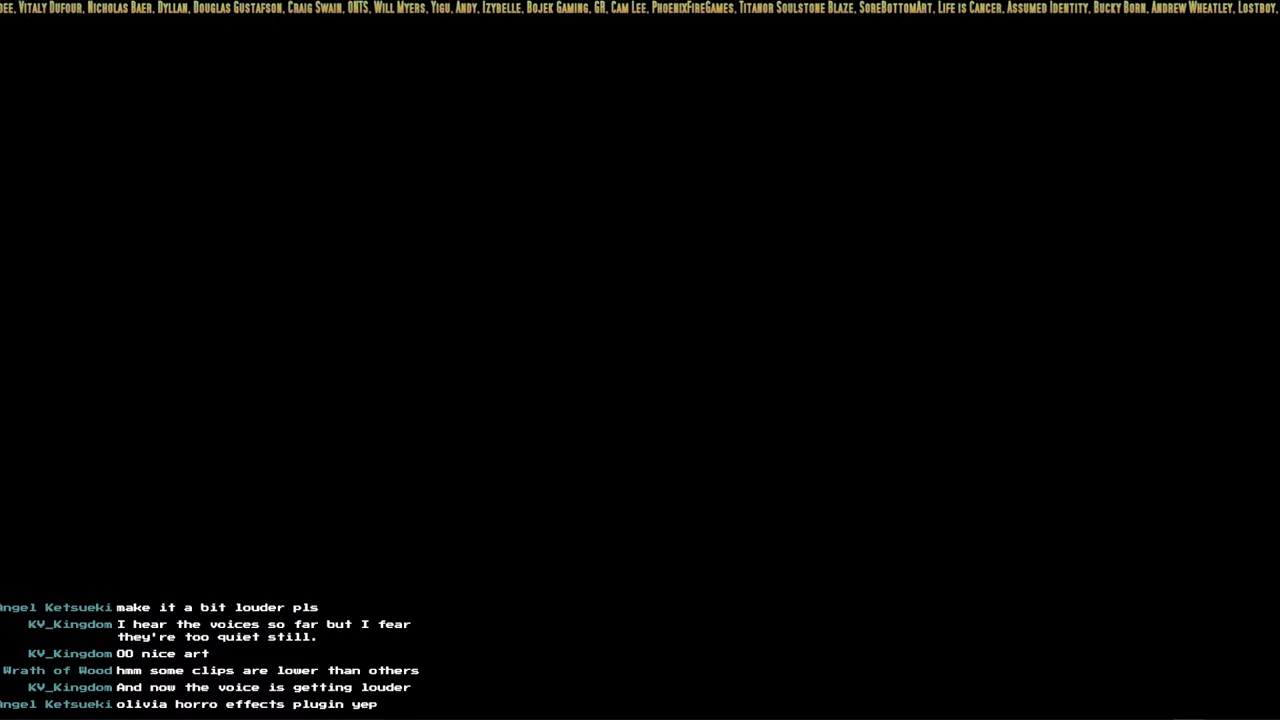 DEE, VITALY DUFOUR, NICHOLAS BAER, DYLLAN, DOUGLAS GUSTAFSON, CRAIG SWAIN, ONTS, WILL MYERS, YIGU, ANDY, IZYBELLE, BOJEK GAMING, GR, CAM LEE, PHOENIXFIREGAMES, TITANOR SOULSTONE BLAZE, SOREBOTTOMART, LIFE IS CANCER, ASSUMED IDENTITY, BUCKY BORN, ANDREW WHEATLEY, LOSTBOY,
Angel Ketsueki make it a bit louder pls
KV_Kingdom I hear the voices so far but I fear
they're too quiet still.
KV_Kingdom OO nice art
Wrath of Wood hmm some clips are lower than others
KV_Kingdom And now the voice is getting louder
Angel Ketsueki olivia horro effects plugin yep